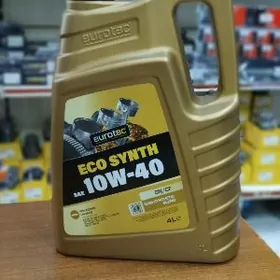 eurotec
eurotec
ECO SYNTH
SAE 10W-40
SN/CF
4L